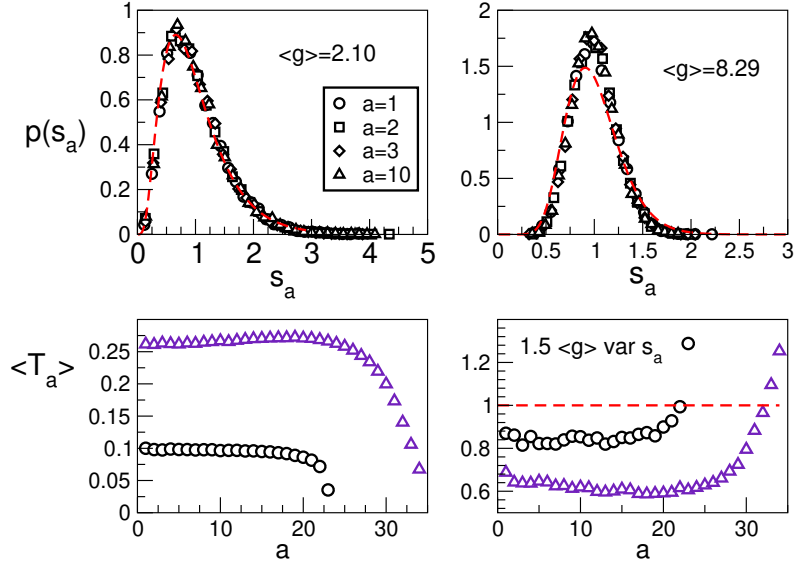 1
0.8
0.6
0.4
0.2
0
p(s_a)
<g>=2.10
a=1
a=2
a=3
a=10
0 1 2 3 4 5
s_a
2
1.5
1
0.5
0
<g>=8.29
0 0.5 1 1.5 2 2.5 3
s_a
0.25
0.2
0.15
0.1
0.05
0
<T_a>
0 10 20 30
a
1.2
1
0.8
0.6
1.5 <g> var s_a
0 10 20 30
a